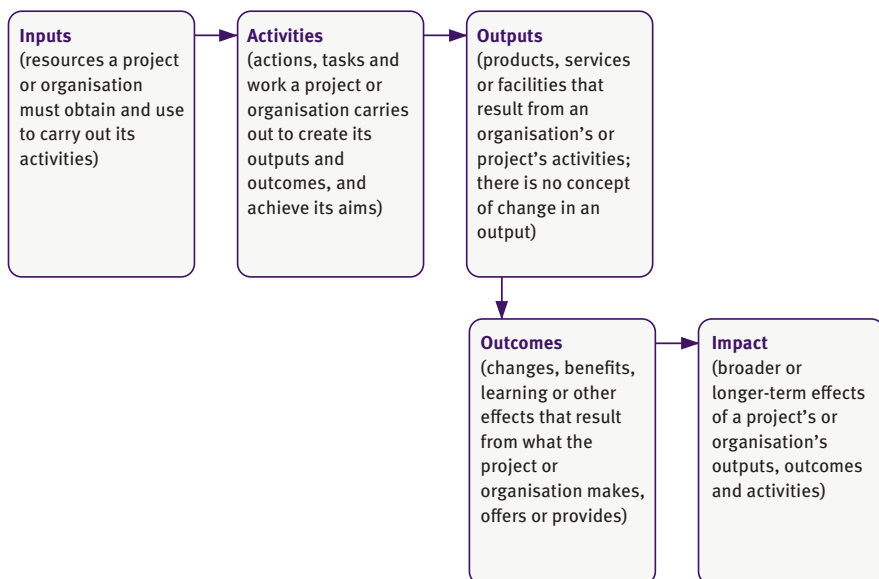 Inputs
(resources a project
or organisation
must obtain and use
to carry out its
activities)
Activities
(actions, tasks and
work a project or
organisation carries
out to create its
outputs and
outcomes, and
achieve its aims)
Outputs
(products, services
or facilities that
result from an
organisation’s or
project’s activities;
there is no concept
of change in an
output)
Outcomes
(changes, benefits,
learning or other
effects that result
from what the
project or
organisation makes,
offers or provides)
Impact
(broader or
longer-term effects
of a project’s or
organisation’s
outputs, outcomes
and activities)